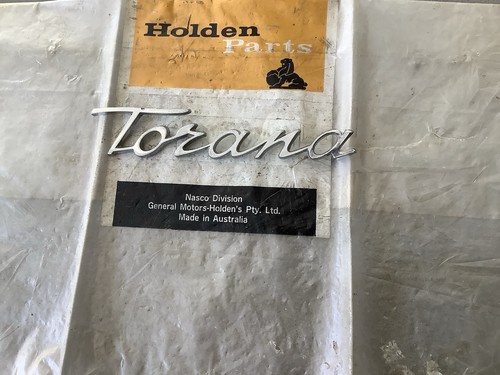 Holden
Parts
Torana
Nasco Division
General Motors-Holden's Pty. Ltd.
Made in Australia